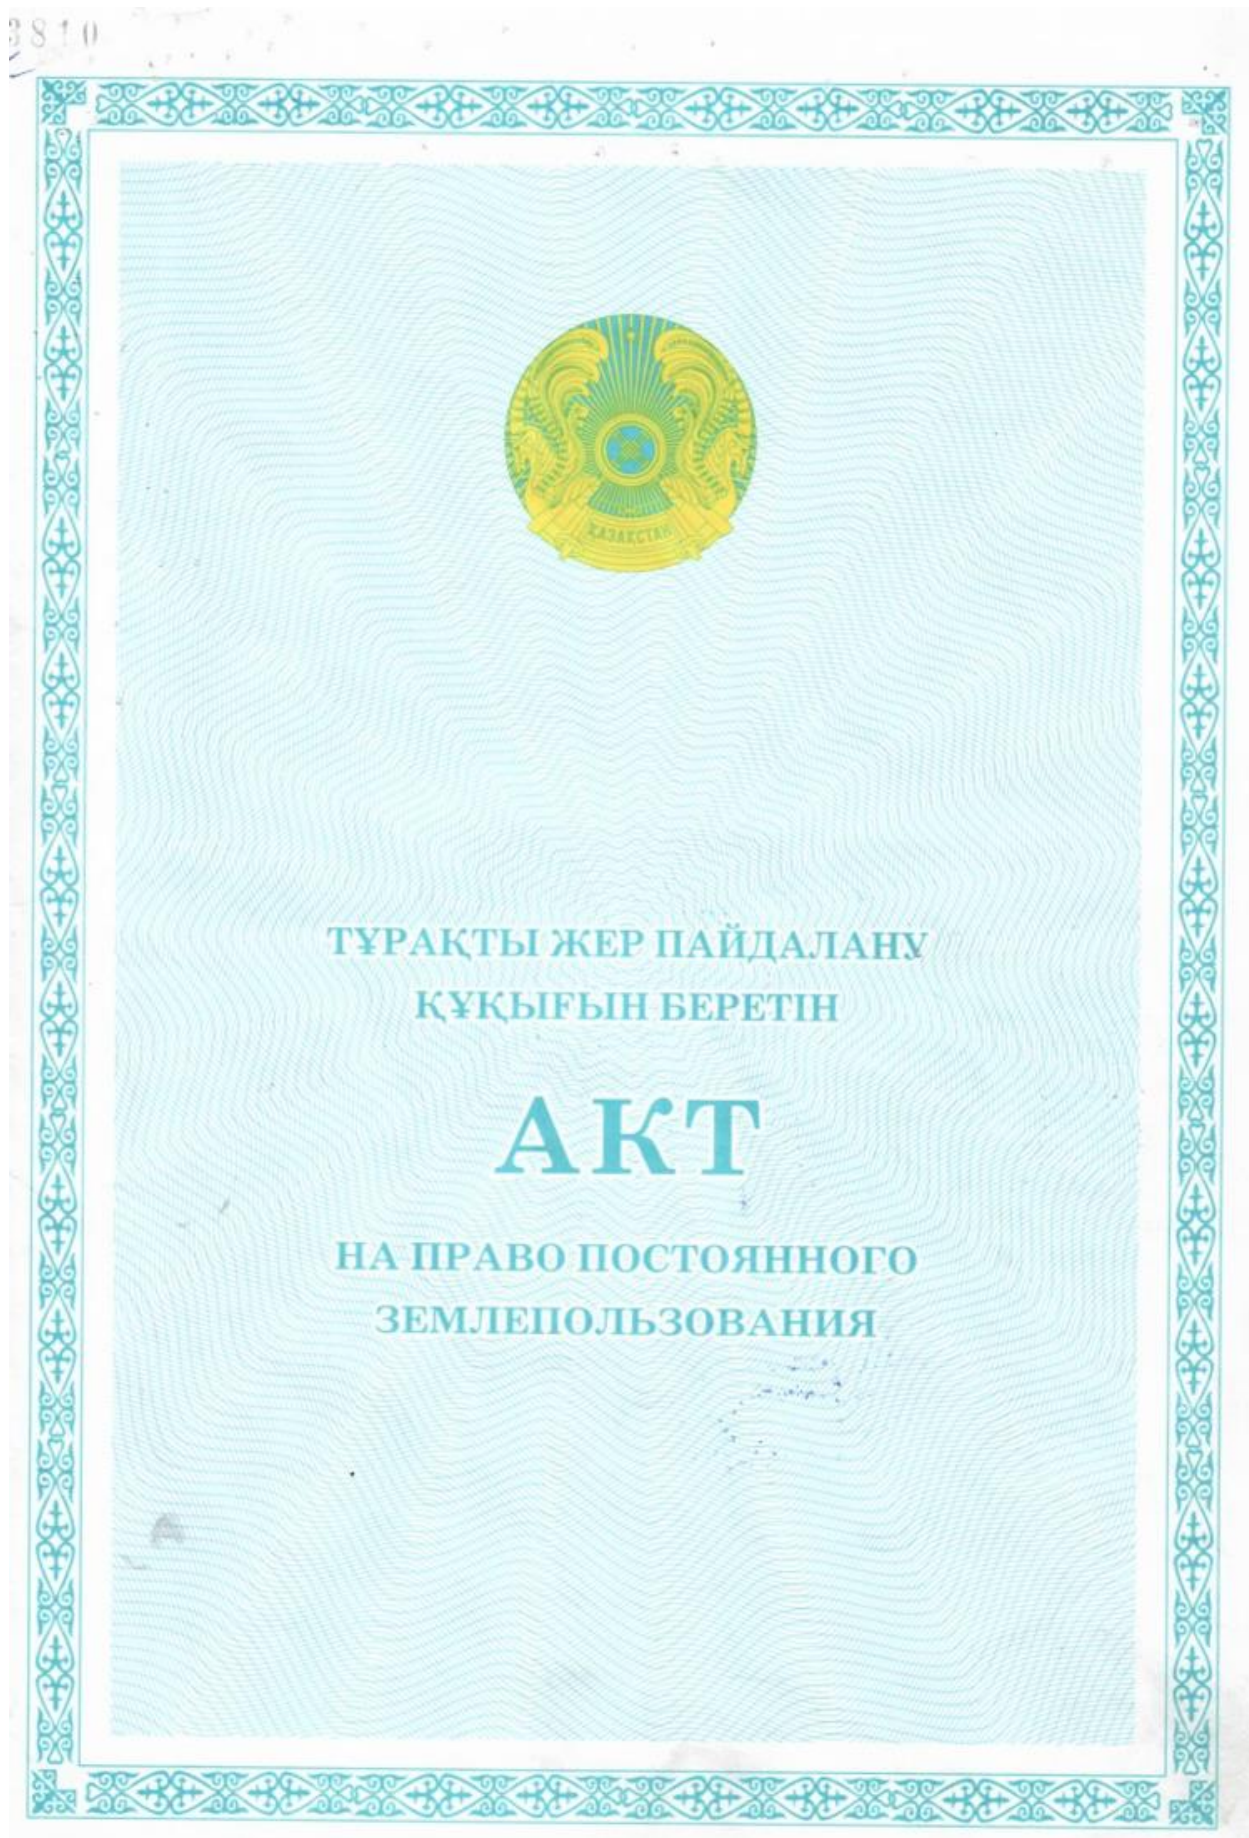 3810
ҚАЗАҚСТАН
ТҰРАҚТЫ ЖЕР ПАЙДАЛАНУ
ҚҰҚЫҒЫН БЕРЕТІН
АКТ
НА ПРАВО ПОСТОЯННОГО
ЗЕМЛЕПОЛЬЗОВАНИЯ